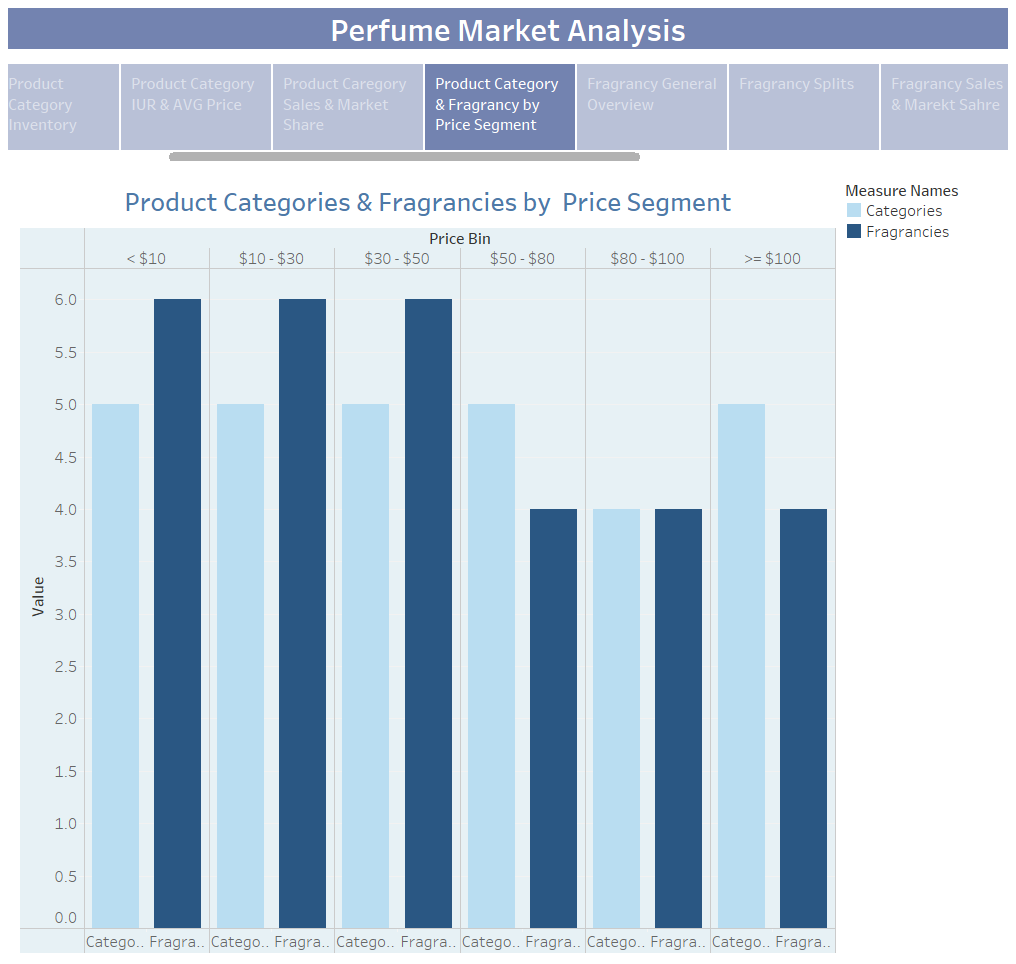 Perfume Market Analysis
Product
Category
Inventory
Product Category
IUR & AVG Price
Product Caregory
Sales & Market
Share
Product Category
& Fragrancy by
Price Segment
Fragrancy General
Overview
Fragrancy Splits
Fragrancy Sales
& Marekt Sahre
Product Categories & Fragrancies by  Price Segment
Measure Names
Categories
Fragrancies
Price Bin
< $10 $10 - $30 $30 - $50 $50 - $80 $80 - $100 >= $100
6.0
5.5
5.0
4.5
4.0
3.5
3.0
2.5
2.0
1.5
1.0
0.5
0.0
Value
Catego.. Fragra.. Catego.. Fragra.. Catego.. Fragra.. Catego.. Fragra.. Catego.. Fragra.. Catego.. Fragra..